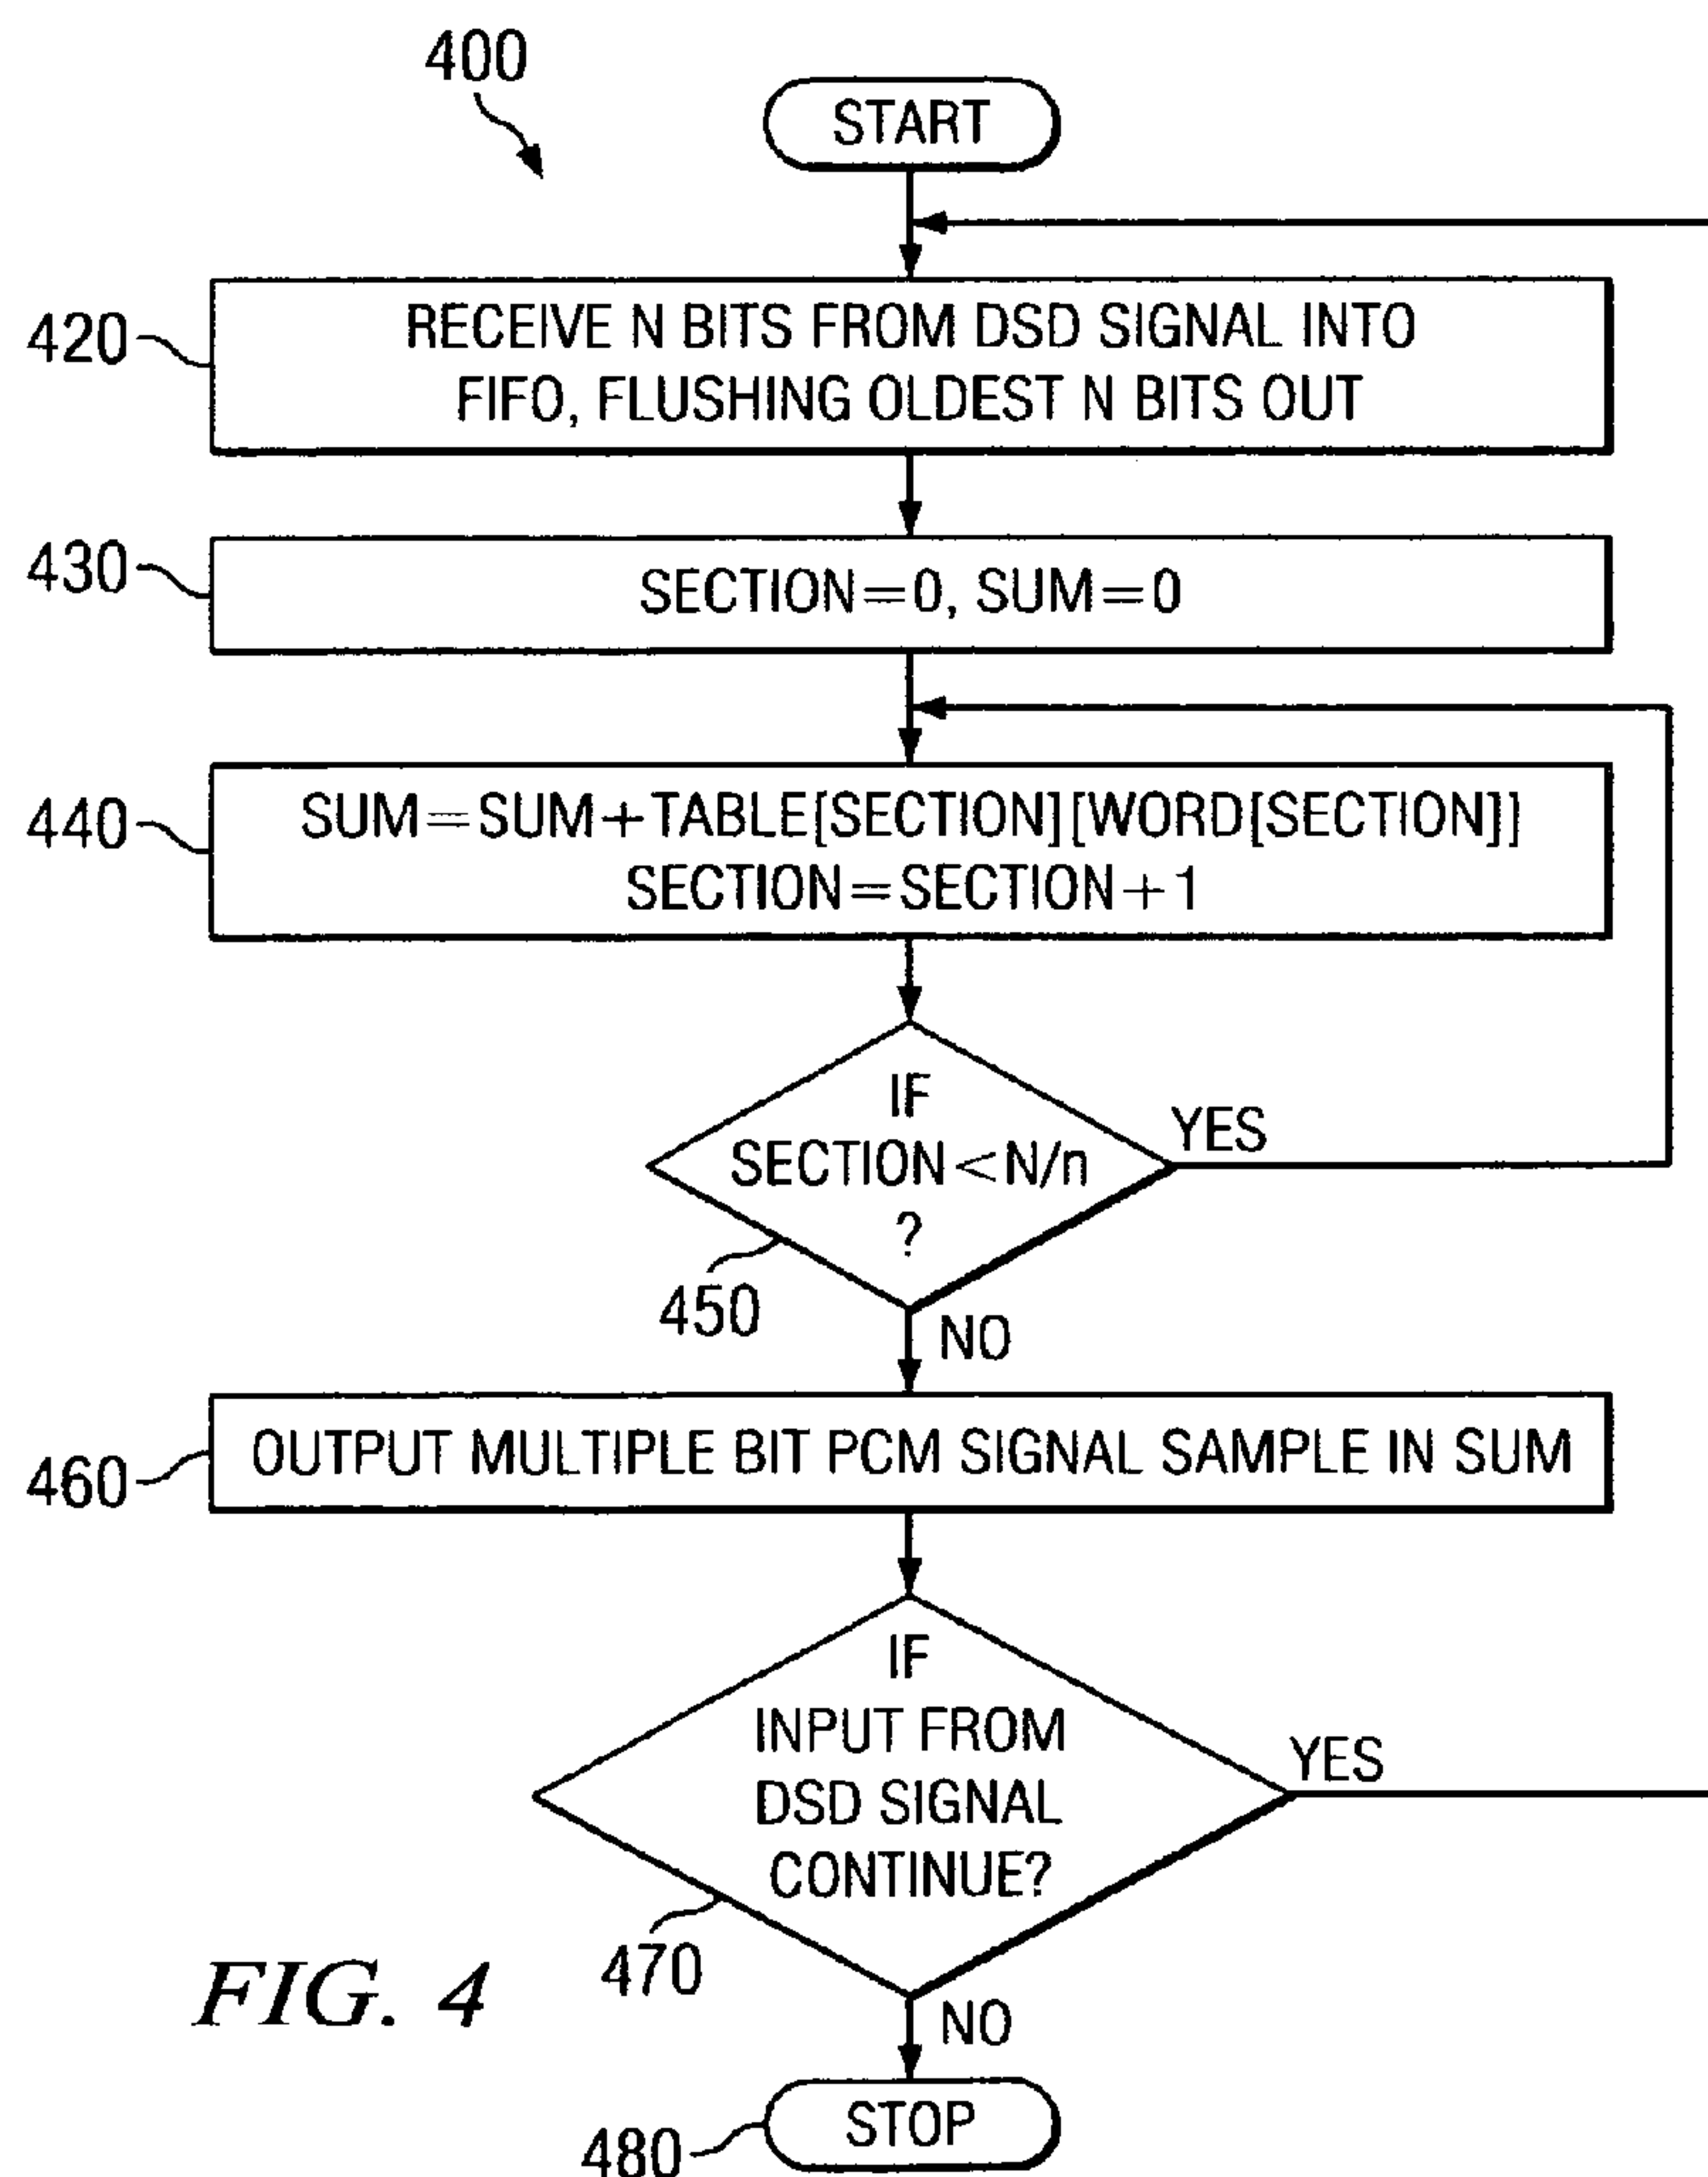 400
START
420
RECEIVE N BITS FROM DSD SIGNAL INTO
FIFO, FLUSHING OLDEST N BITS OUT
430
SECTION=0, SUM=0
440
SUM=SUM+TABLE[SECTION][WORD[SECTION]]
SECTION=SECTION+1
IF
SECTION<N/n
?
YES
450
NO
460
OUTPUT MULTIPLE BIT PCM SIGNAL SAMPLE IN SUM
IF
INPUT FROM
DSD SIGNAL
CONTINUE?
YES
470
NO
FIG. 4
480
STOP